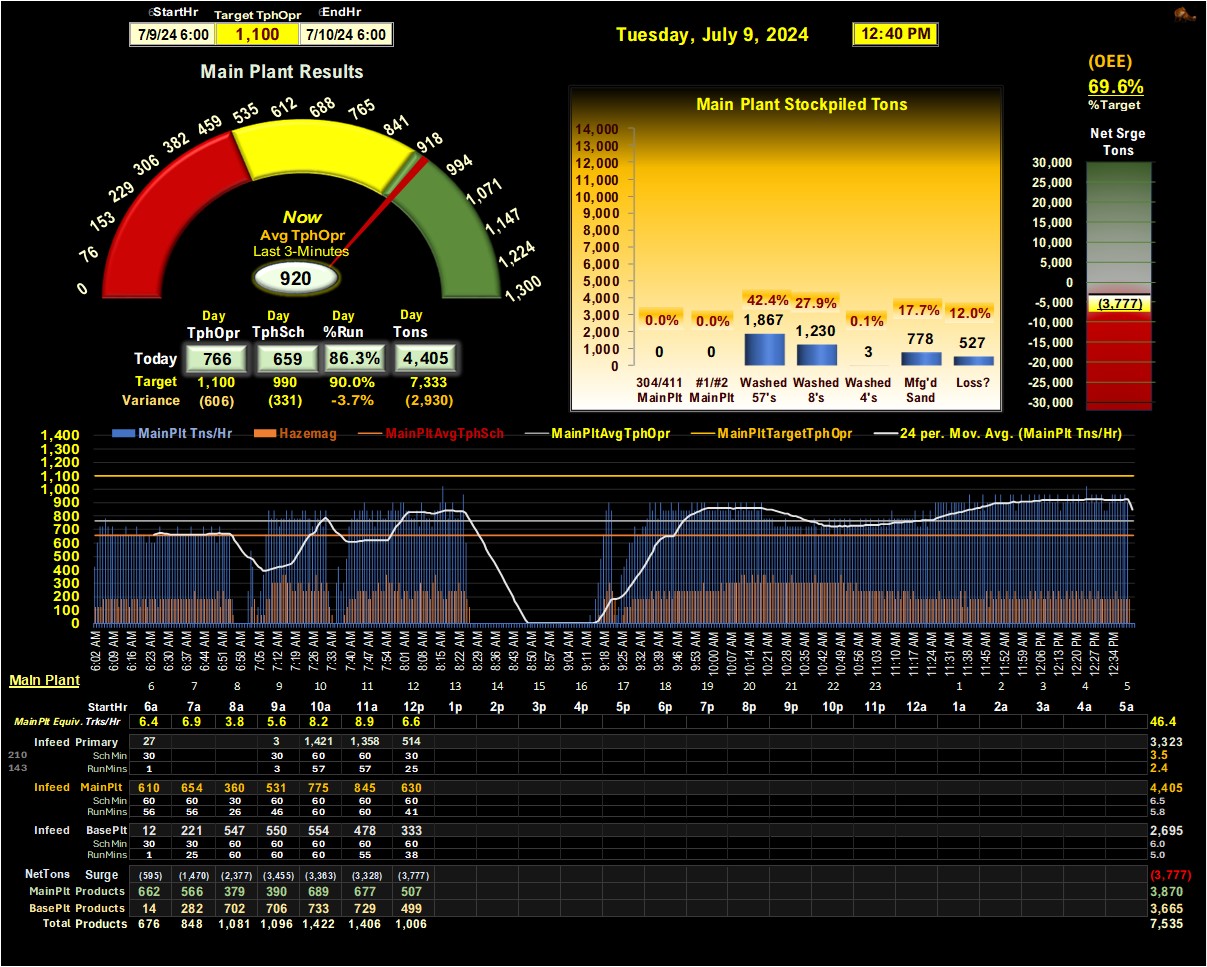 StartHr Target TphOpr EndHr
7/9/24 6:00 1,100 7/10/24 6:00
Tuesday, July 9, 2024 12:40 PM
(OEE)
69.6%
%Target
Main Plant Results
0 76 153 229 306 382 459 535 612 688 765 841 918 994 1,071 1,147 1,224 1,300
Now
Avg TphOpr
Last 3-Minutes
920
Day Day Day Day
TphOpr TphSch %Run Tons
Today 766 659 86.3% 4,405
Target 1,100 990 90.0% 7,333
Variance (606) (331) -3.7% (2,930)
Main Plant Stockpiled Tons
14,000
13,000
12,000
11,000
10,000
9,000
8,000
7,000
6,000
5,000
4,000
3,000
2,000
1,000
0
0.0% 0.0% 42.4% 27.9% 0.1% 17.7% 12.0%
0 0 1,867 1,230 3 778 527
304/411 #1/#2 Washed Washed Washed Mfg'd Loss?
MainPlt MainPlt 57's 8's 4's Sand
Net Srge
Tons
30,000
25,000
20,000
15,000
10,000
5,000
0
-5,000
-10,000
-15,000
-20,000
-25,000
-30,000
(3,777)
MainPlt Tns/Hr Hazemag MainPltAvgTphSch MainPltAvgTphOpr MainPltTargetTphOpr 24 per. Mov. Avg. (MainPlt Tns/Hr)
1,400
1,300
1,200
1,100
1,000
900
800
700
600
500
400
300
200
100
0
6:02 AM 6:09 AM 6:16 AM 6:23 AM 6:30 AM 6:37 AM 6:44 AM 6:51 AM 6:58 AM 7:05 AM 7:12 AM 7:19 AM 7:26 AM 7:33 AM 7:40 AM 7:47 AM 7:54 AM 8:01 AM 8:08 AM 8:15 AM 8:22 AM 8:29 AM 8:36 AM 8:43 AM 8:50 AM 8:57 AM 9:04 AM 9:11 AM 9:18 AM 9:25 AM 9:32 AM 9:39 AM 9:46 AM 9:53 AM 10:00 AM 10:07 AM 10:14 AM 10:21 AM 10:28 AM 10:35 AM 10:42 AM 10:49 AM 10:56 AM 11:03 AM 11:10 AM 11:17 AM 11:24 AM 11:31 AM 11:38 AM 11:45 AM 11:52 AM 11:59 AM 12:06 PM 12:13 PM 12:20 PM 12:27 PM 12:34 PM
Main Plant
6 7 8 9 10 11 12 13 14 15 16 17 18 19 20 21 22 23 1 2 3 4 5
StartHr 6a 7a 8a 9a 10a 11a 12p 1p 2p 3p 4p 5p 6p 7p 8p 9p 10p 11p 12a 1a 2a 3a 4a 5a
MainPlt Equiv. Trks/Hr 6.4 6.9 3.8 5.6 8.2 8.9 6.6 46.4
Infeed Primary 27 3 1,421 1,358 514 3,323
210 Sch Min 30 30 60 60 30 3.5
143 RunMins 1 3 57 57 25 2.4
Infeed MainPlt 610 654 360 531 775 845 630 4,405
Sch Min 60 60 30 60 60 60 60 6.5
RunMins 56 56 26 46 60 60 41 5.8
Infeed BasePlt 12 221 547 550 554 478 333 2,695
Sch Min 30 30 60 60 60 60 60 6.0
RunMins 1 25 60 60 60 55 38 5.0
NetTons Surge (595) (1,470) (2,377) (3,455) (3,363) (3,328) (3,777) (3,777)
MainPlt Products 662 566 379 390 689 677 507 3,870
BasePlt Products 14 282 702 706 733 729 499 3,665
Total Products 676 848 1,081 1,096 1,422 1,406 1,006 7,535